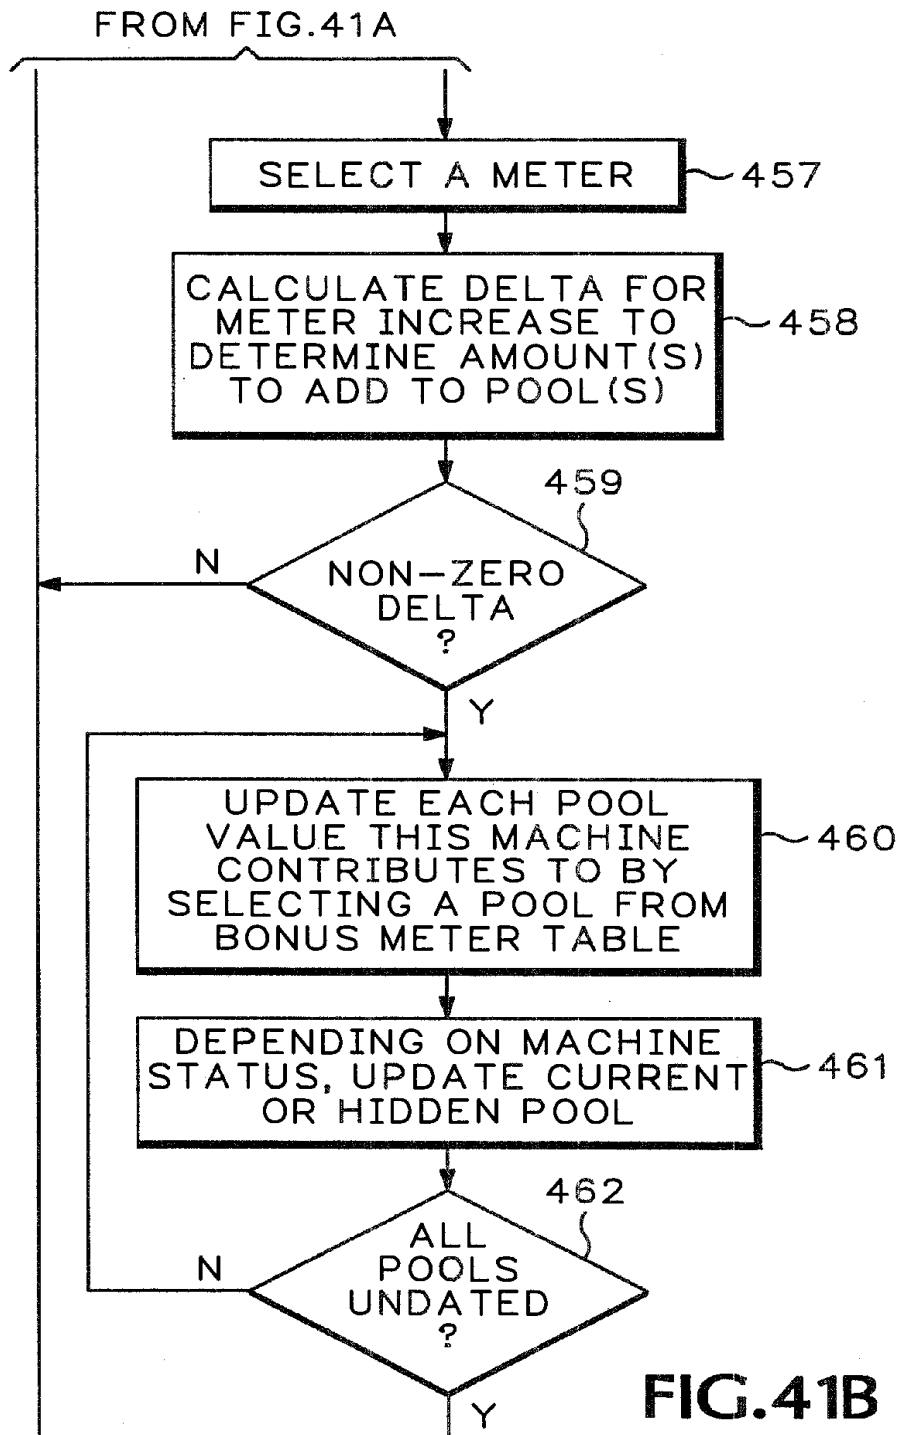 FROM FIG.41A
SELECT A METER
457
CALCULATE DELTA FOR
METER INCREASE TO
DETERMINE AMOUNT(S)
TO ADD TO POOL(S)
458
459
NON-ZERO
DELTA
?
N
Y
UPDATE EACH POOL
VALUE THIS MACHINE
CONTRIBUTES TO BY
SELECTING A POOL FROM
BONUS METER TABLE
460
DEPENDING ON MACHINE
STATUS, UPDATE CURRENT
OR HIDDEN POOL
461
462
ALL
POOLS
UNDATED
?
N
Y
FIG.41B